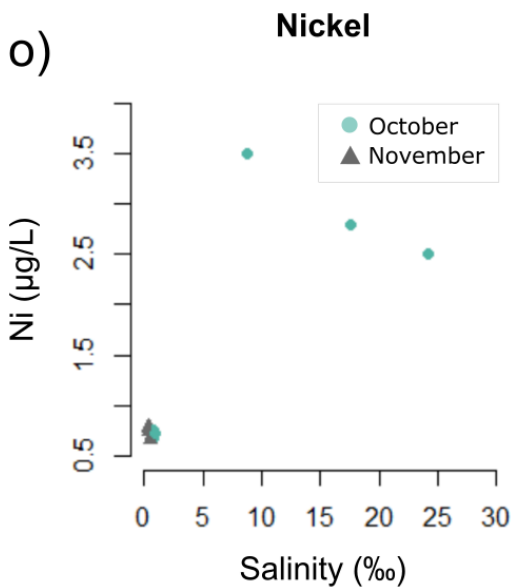 Nickel
o)
October
November
3.5
2.5
1.5
0.5
Ni (µg/L)
0 5 10 15 20 25 30
Salinity (‰)